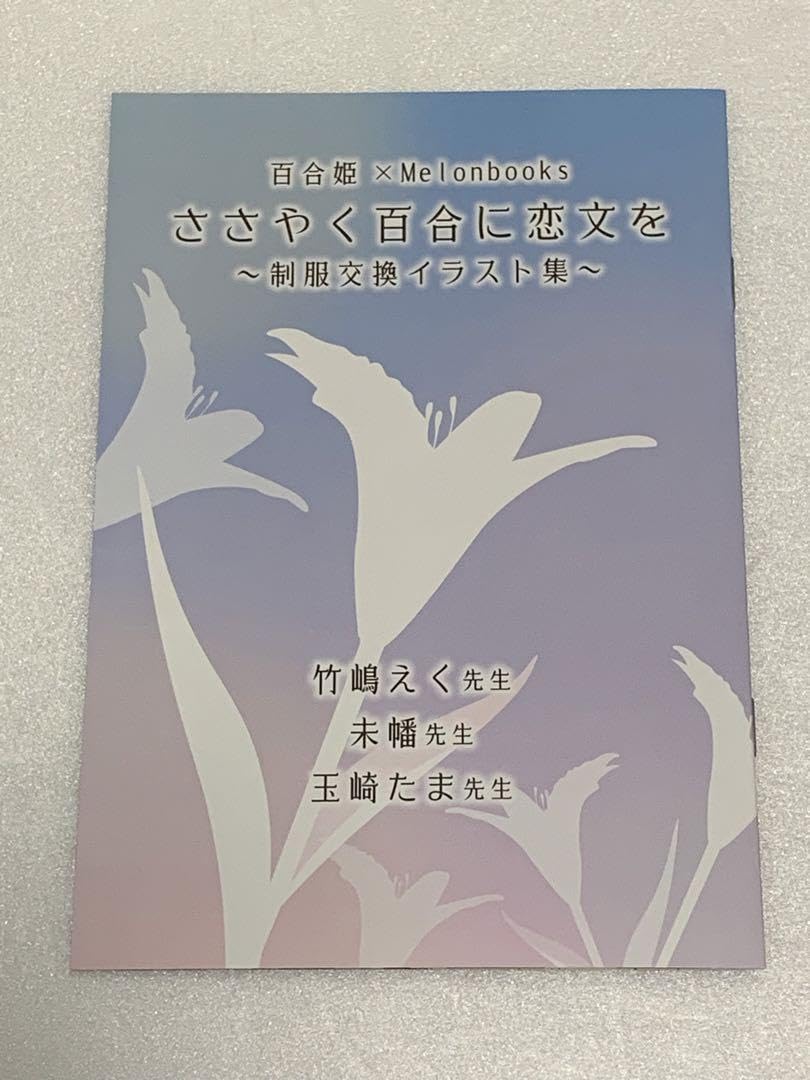 百合姫×Melonbooks
ささやく百合に恋文を
～制服交換イラスト集～
竹嶋えく先生
未幡先生
玉崎たま先生